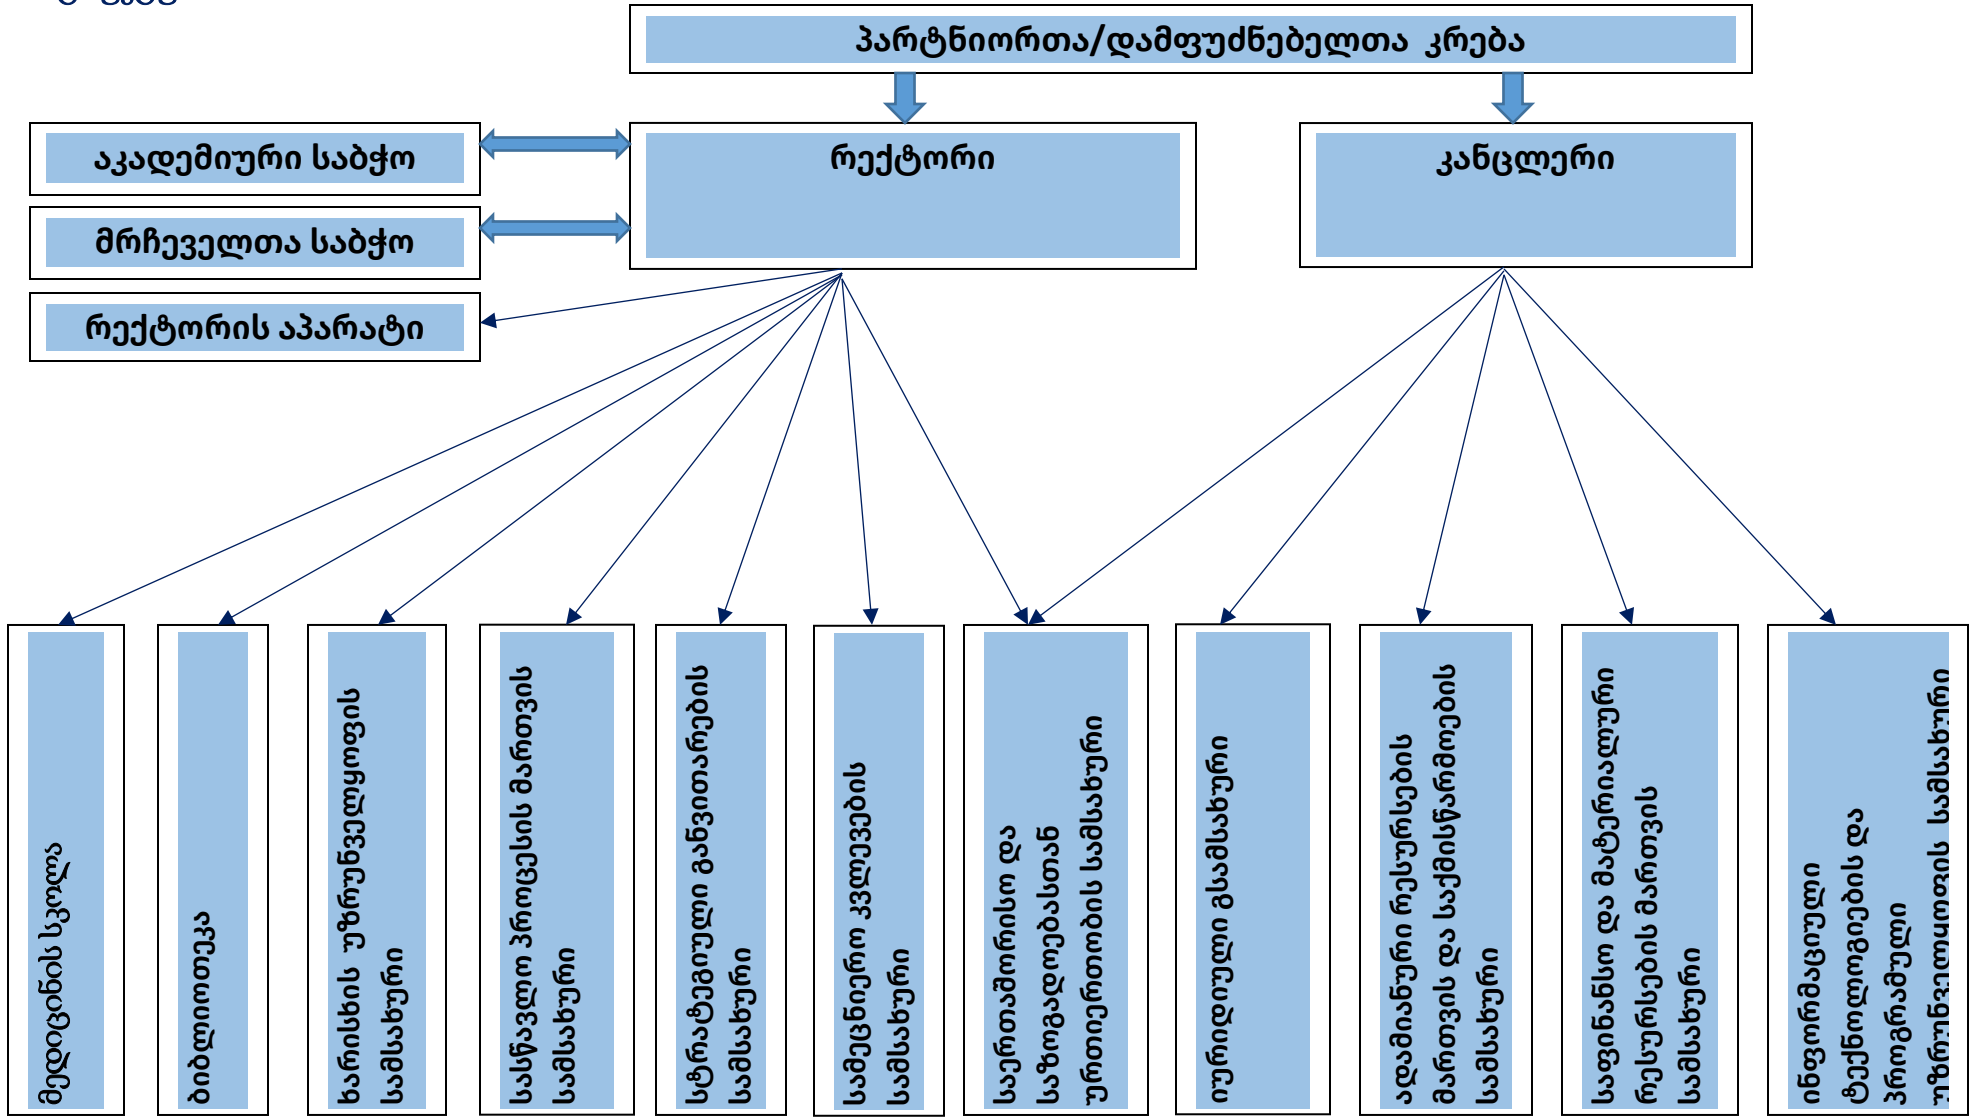 პარტნიორთა/დამფუძნებელთა კრება
აკადემიური საბჭო
რექტორი
კანცლერი
მრჩეველთა საბჭო
რექტორის აპარატი
მედიცინის სკოლა
ბიბლიოთეკა
ხარისხის უზრუნველყოფის
სამსახური
სასწავლო პროცესის მართვის
სამსახური
სტრატეგიული განვითარების
სამსახური
სამეცნიერო კვლევების
სამსახური
საერთაშორისო და
საზოგადოებასთან
ურთიერთობის სამსახური
იურიდიული გსამსახური
ადამიანური რესურსების
მართვის და საქმისწარმოების
სამსახური
საფინანსო და მატერიალური
რესურსების მართვის
სამსახური
ინფორმაციული
ტექნოლოგიების და
პროგრამული
უზრუნველყოფის სამსახური